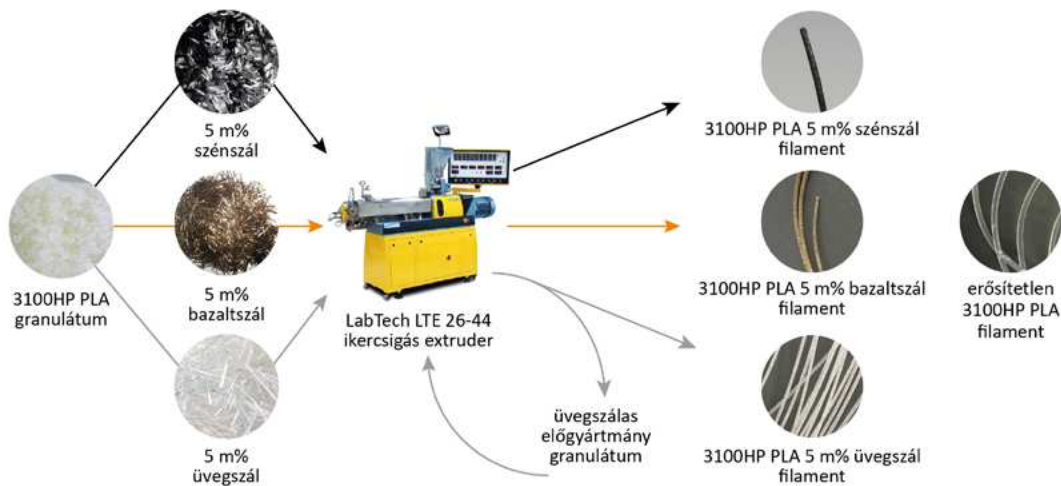 5 m%
szénszál
3100HP PLA
granulátum
5 m%
bazaltszál
5 m%
üvegszál
LabTech LTE 26-44
ikercsigás extruder
üvegszálas
előgyártmány
granulátum
3100HP PLA 5 m% szénszál
filament
3100HP PLA 5 m% bazaltszál
filament
3100HP PLA 5 m% üvegszál
filament
erősítetlen
3100HP PLA
filament